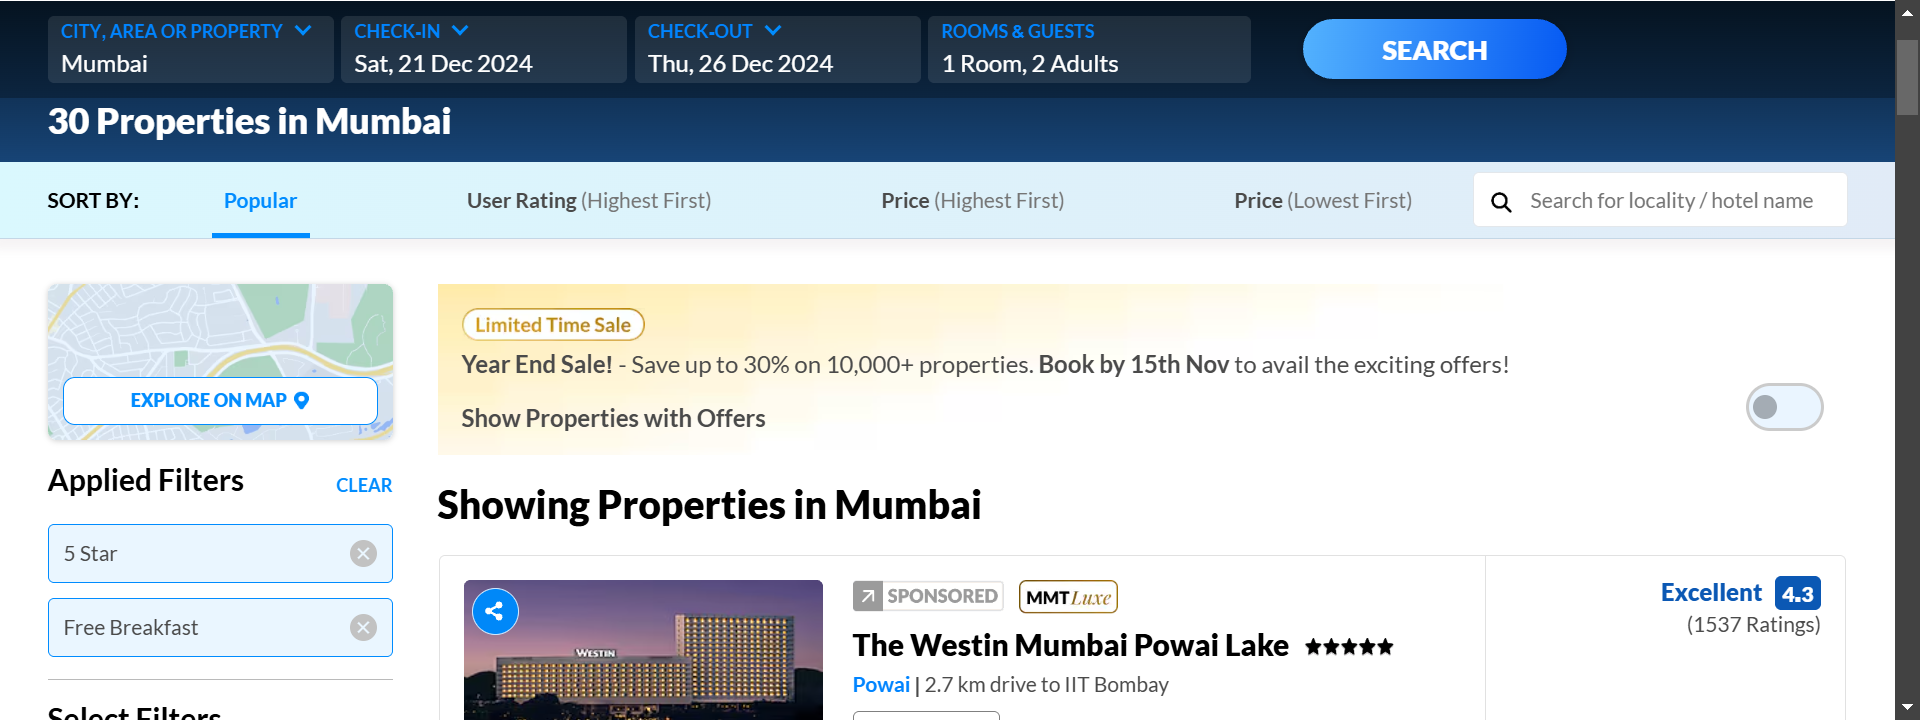 CITY, AREA OR PROPERTY
Mumbai
CHECK-IN
Sat, 21 Dec 2024
CHECK-OUT
Thu, 26 Dec 2024
ROOMS & GUESTS
1 Room, 2 Adults
SEARCH
30 Properties in Mumbai
SORT BY:
Popular
User Rating (Highest First)
Price (Highest First)
Price (Lowest First)
Search for locality / hotel name
EXPLORE ON MAP
Applied Filters
CLEAR
5 Star
Free Breakfast
Select Filters
Limited Time Sale
Year End Sale! - Save up to 30% on 10,000+ properties. Book by 15th Nov to avail the exciting offers!
Show Properties with Offers
Showing Properties in Mumbai
WESTIN
SPONSORED
MMT Luxe
The Westin Mumbai Powai Lake
Powai | 2.7 km drive to IIT Bombay
Excellent 4.3
(1537 Ratings)